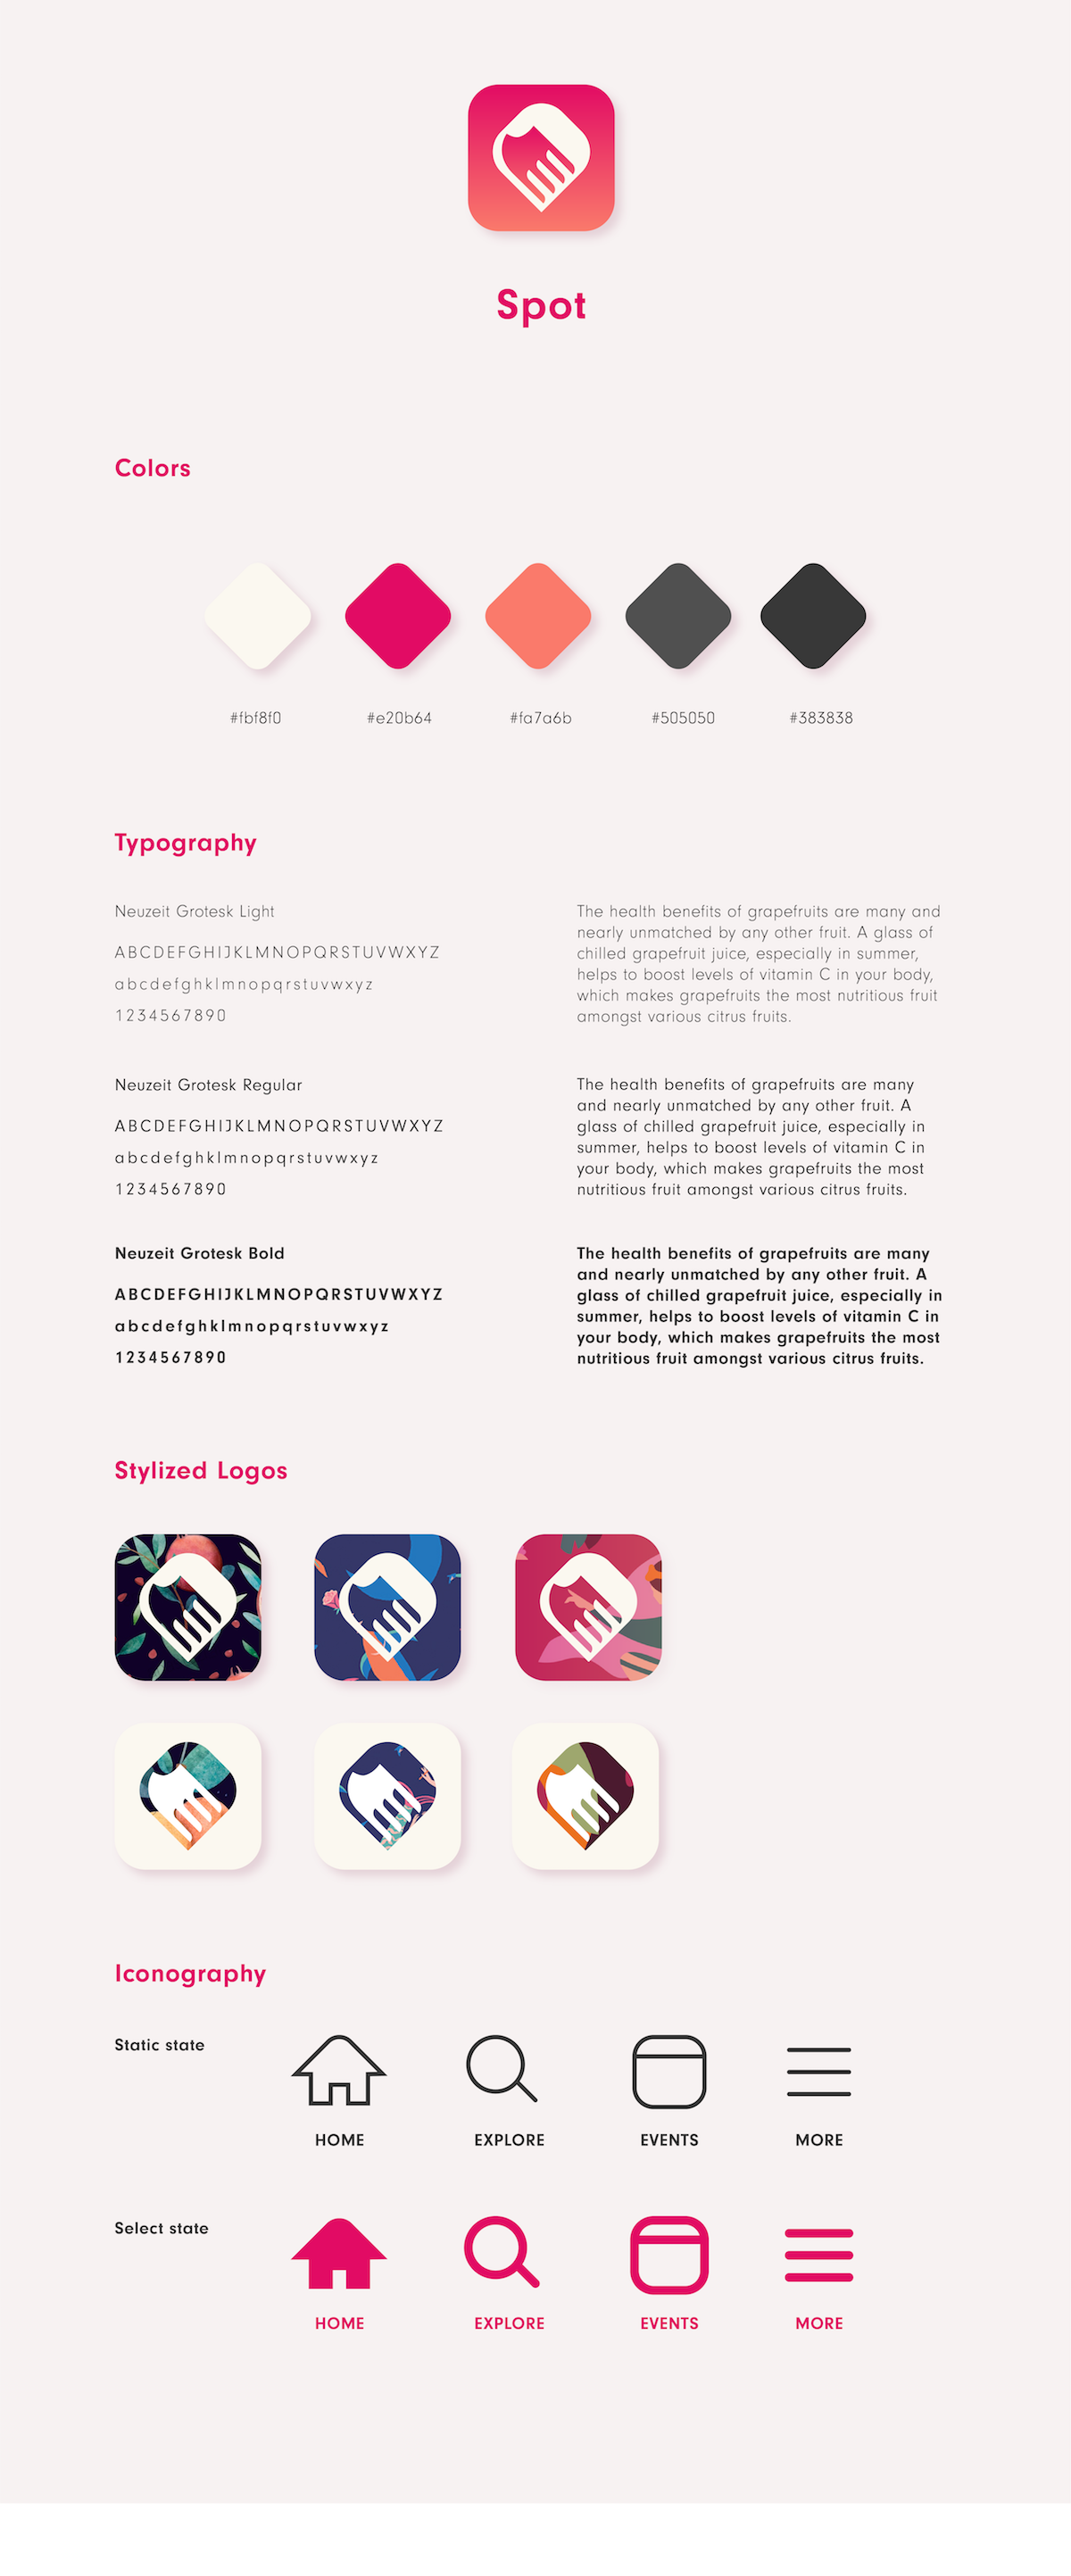 Spot
Colors
#fbf8f0
#e20b64
#fa7a6b
#505050
#383838
Typography
Neuzeit Grotesk Light
ABCDEFGHIJKLMNOPQRSTUVWXYZ
abcdefghklmnopqrstuvwxyz
1234567890
The health benefits of grapefruits are many and
nearly unmatched by any other fruit. A glass of
chilled grapefruit juice, especially in summer,
helps to boost levels of vitamin C in your body,
which makes grapefruits the most nutritious fruit
amongst various citrus fruits.
Neuzeit Grotesk Regular
ABCDEFGHIJKLMNOPQRSTUVWXYZ
abcdefghklmnopqrstuvwxyz
1234567890
The health benefits of grapefruits are many
and nearly unmatched by any other fruit. A
glass of chilled grapefruit juice, especially in
summer, helps to boost levels of vitamin C in
your body, which makes grapefruits the most
nutritious fruit amongst various citrus fruits.
Neuzeit Grotesk Bold
ABCDEFGHIJKLMNOPQRSTUVWXYZ
abcdefghklmnopqrstuvwxyz
1234567890
The health benefits of grapefruits are many
and nearly unmatched by any other fruit. A
glass of chilled grapefruit juice, especially in
summer, helps to boost levels of vitamin C in
your body, which makes grapefruits the most
nutritious fruit amongst various citrus fruits.
Stylized Logos
Iconography
Static state
HOME
EXPLORE
EVENTS
MORE
Select state
HOME
EXPLORE
EVENTS
MORE